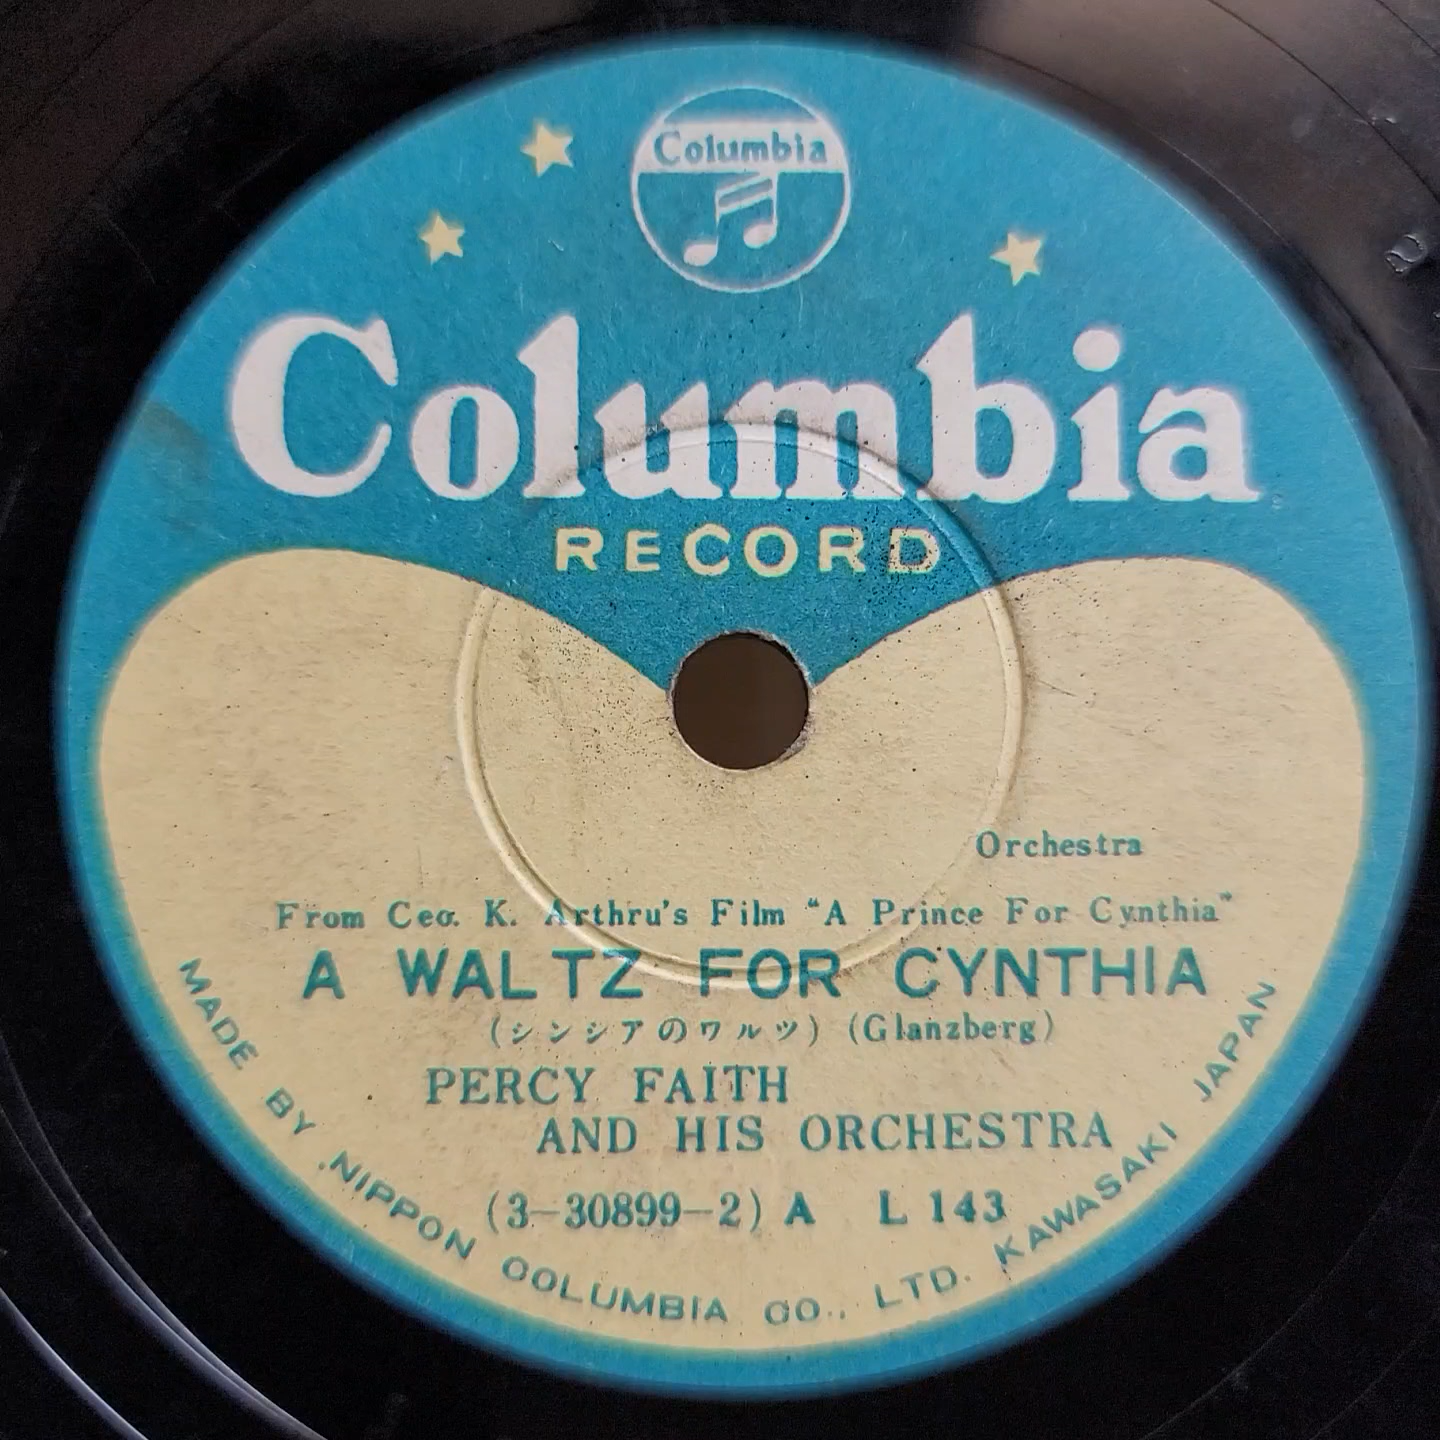 Columbia
Columbia
RECORD
Orchestra
From Ceo. K. Arthru's Film "A Prince For Cynthia"
A WALTZ FOR CYNTHIA
(シンシアのワルツ) (Glanzberg)
PERCY FAITH
AND HIS ORCHESTRA
(3-30899-2) A L 143
MADE BY NIPPON COLUMBIA CO., LTD. KAWASAKI JAPAN